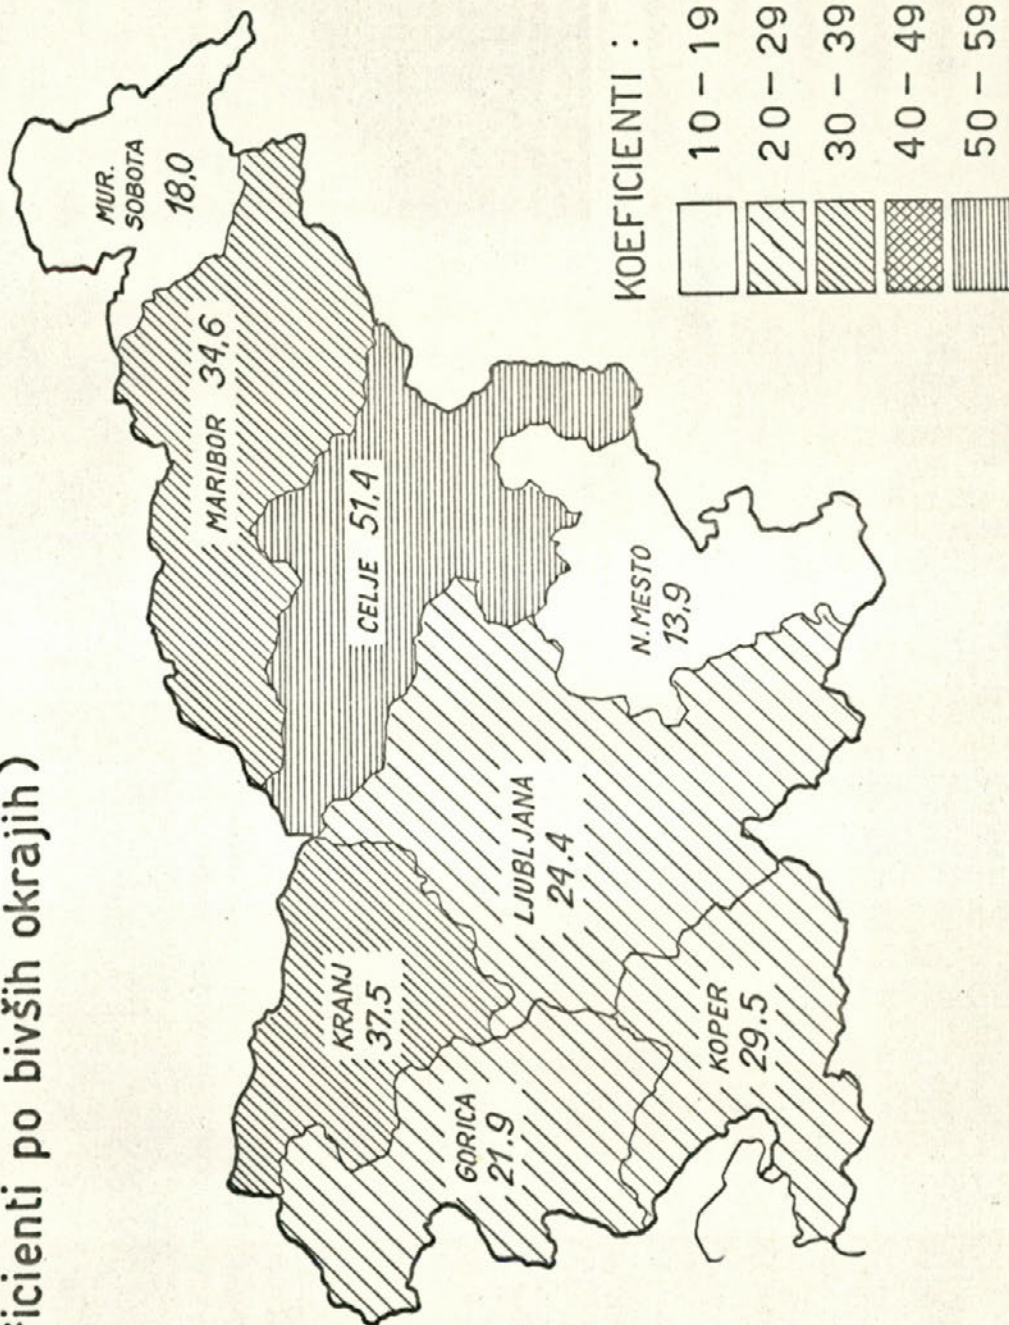 ficienti po bivših okrajih)
MUR.
SOBOTA
18,0
MARIBOR 34,6
CELJE 51,4
KRANJ
37.5
LJUBLJANA
24.4
N.MESTO
13,9
GORICA
21.9
KOPER
29.5
KOEFICIENTI :
10 – 19
20 – 29
30 – 39
40 – 49
50 – 59